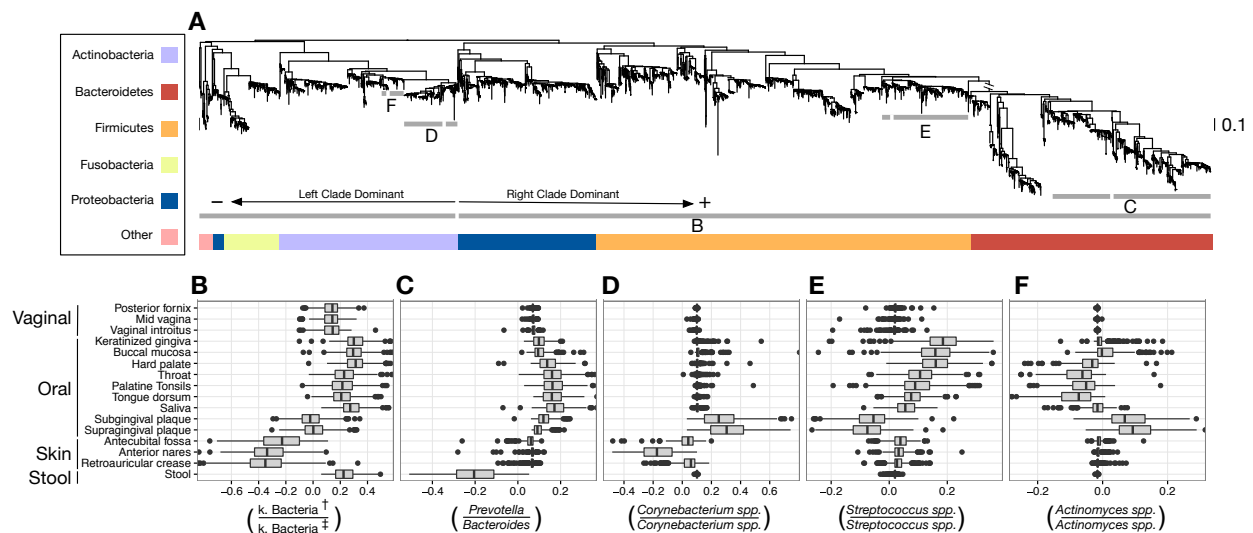 A
Actinobacteria
Bacteroidetes
Firmicutes
Fusobacteria
Proteobacteria
Other
F
D
E
0.1
C
− Left Clade Dominant Right Clade Dominant +
B
B C D E F
Vaginal
Oral
Skin
Stool
Posterior fornix
Mid vagina
Vaginal introitus
Keratinized gingiva
Buccal mucosa
Hard palate
Throat
Palatine Tonsils
Tongue dorsum
Saliva
Subgingival plaque
Supragingival plaque
Antecubital fossa
Anterior nares
Retroauricular crease
Stool
−0.6 −0.4 −0.2 0.0 0.2 0.4
−0.4 −0.2 0.0 0.2
−0.4 −0.2 0.0 0.2 0.4 0.6
−0.2 0.0 0.2
−0.2 0.0 0.2
(k. Bacteria †
k. Bacteria ‡)
(Prevotella
Bacteroides)
(Corynebacterium spp.
Corynebacterium spp.)
(Streptococcus spp.
Streptococcus spp.)
(Actinomyces spp.
Actinomyces spp.)